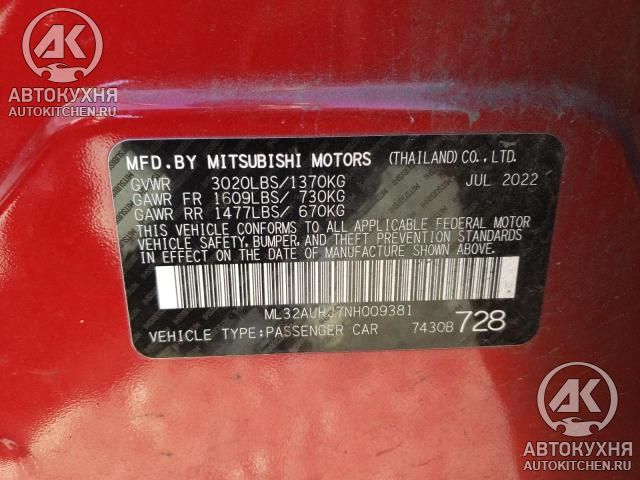 AK
АВТОКУХНЯ
AUTOKITCHEN.RU
MFD.BY MITSUBISHI MOTORS (THAILAND)CO.,LTD.
GVWR 3020LBS/1370KG JUL 2022
GAWR FR 1609LBS/ 730KG
GAWR RR 1477LBS/ 670KG
THIS VEHICLE CONFORMS TO ALL APPLICABLE FEDERAL MOTOR
VEHICLE SAFETY, BUMPER, AND THEFT PREVENTION STANDARDS
IN EFFECT ON THE DATE OF MANUFACTURE SHOWN ABOVE.
ML32AUHJ7NH009381
VEHICLE TYPE:PASSENGER CAR 7430B 728
AK
АВТОКУХНЯ
AUTOKITCHEN.RU